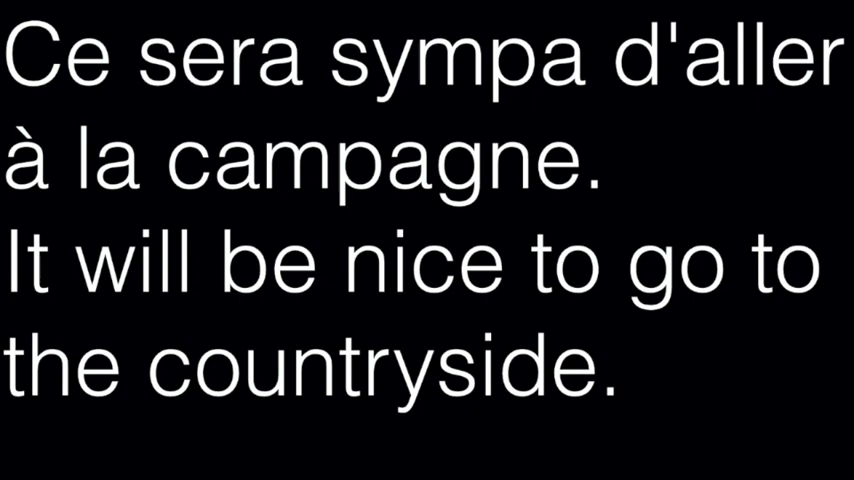 Ce sera sympa d'aller
à la campagne.
It will be nice to go to
the countryside.